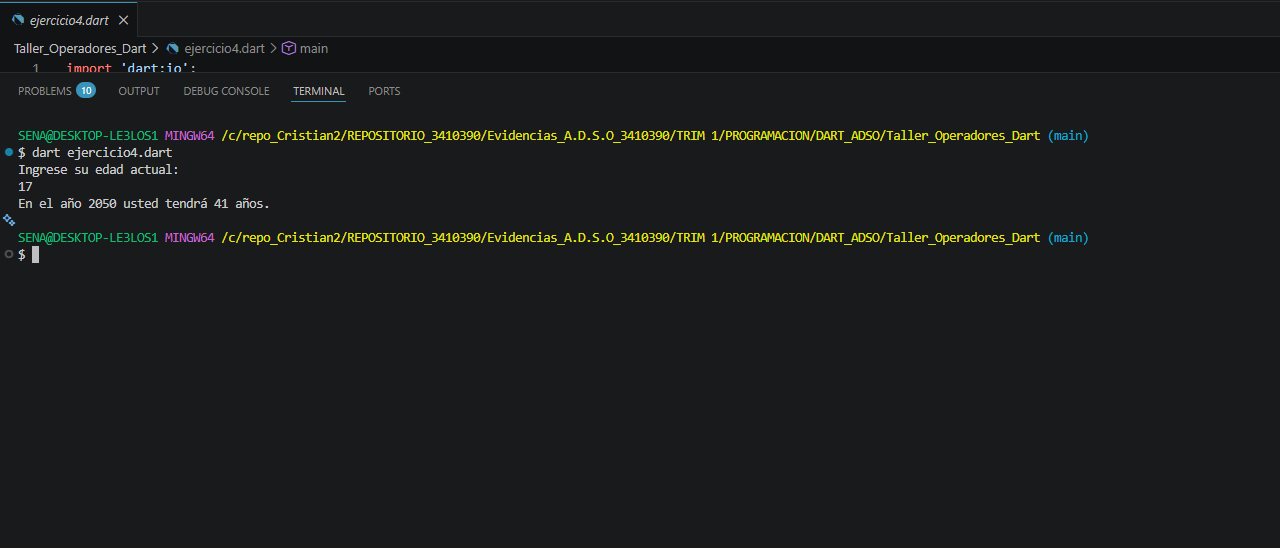 ejercicio4.dart
Taller_Operadores_Dart > ejercicio4.dart > main
1 import 'dart:io';
PROBLEMS 10 OUTPUT DEBUG CONSOLE TERMINAL PORTS
SENA@DESKTOP-LE3LOS1 MINGW64 /c/repo_Cristian2/REPOSITORIO_3410390/Evidencias_A.D.S.O_3410390/TRIM 1/PROGRAMACION/DART_ADSO/Taller_Operadores_Dart (main)
$ dart ejercicio4.dart
Ingrese su edad actual:
17
En el año 2050 usted tendrá 41 años.
SENA@DESKTOP-LE3LOS1 MINGW64 /c/repo_Cristian2/REPOSITORIO_3410390/Evidencias_A.D.S.O_3410390/TRIM 1/PROGRAMACION/DART_ADSO/Taller_Operadores_Dart (main)
$